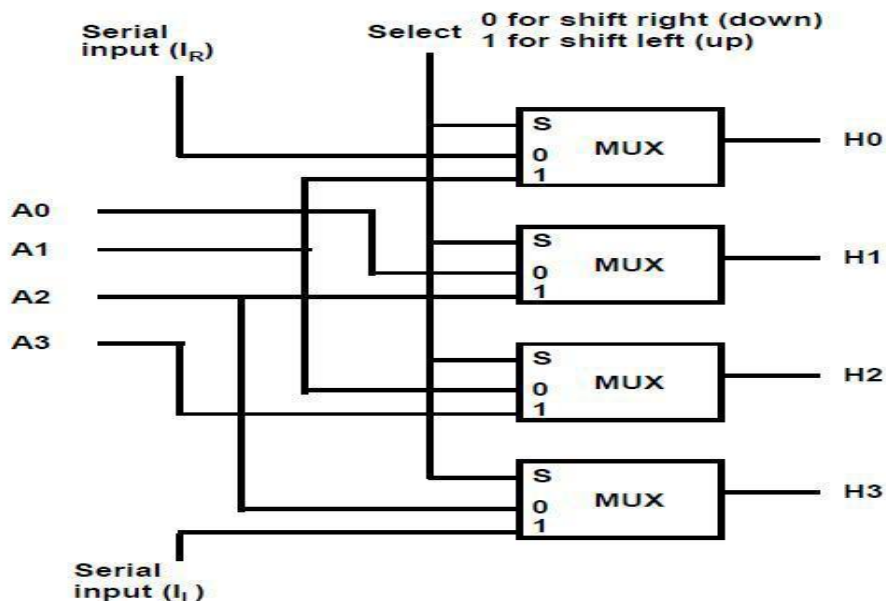 Serial
input (IR)
Select
0 for shift right (down)
1 for shift left (up)
S
0
1
MUX
H0
A0
A1
A2
A3
S
0
1
MUX
H1
S
0
1
MUX
H2
S
0
1
MUX
H3
Serial
input (IL)